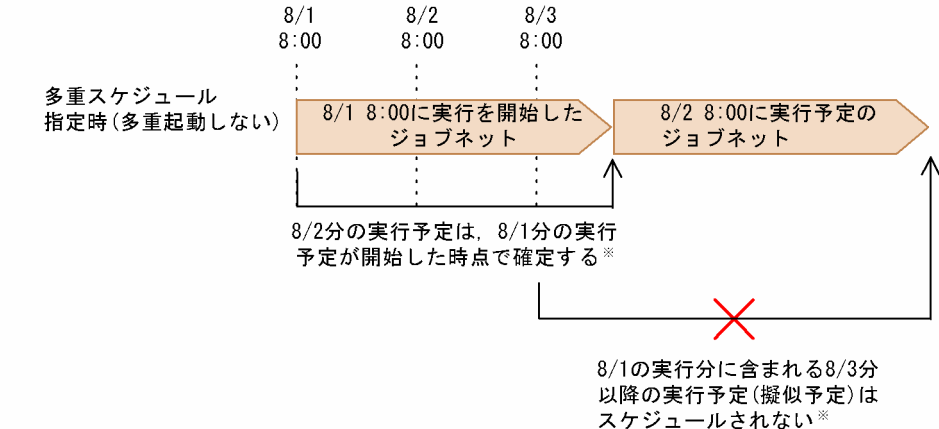 8/1 8/2 8/3
8:00 8:00 8:00
多重スケジュール
指定時(多重起動しない)
8/1 8:00に実行を開始した
ジョブネット
8/2 8:00に実行予定の
ジョブネット
8/2分の実行予定は，8/1分の実行
予定が開始した時点で確定する※
8/1の実行分に含まれる8/3分
以降の実行予定(擬似予定)は
スケジュールされない※